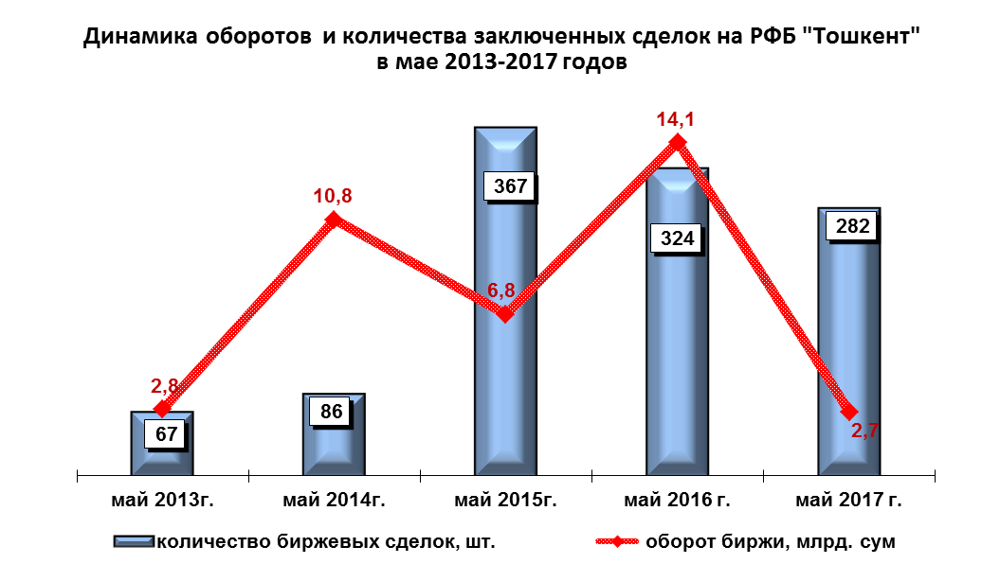 Динамика оборотов и количества заключенных сделок на РФБ "Тошкент"
в мае 2013-2017 годов
14,1
10,8
367
282
324
6,8
2,8
86
67
2,7
май 2013г.
май 2014г.
май 2015г.
май 2016 г.
май 2017 г.
количество биржевых сделок, шт.
оборот биржи, млрд. сум